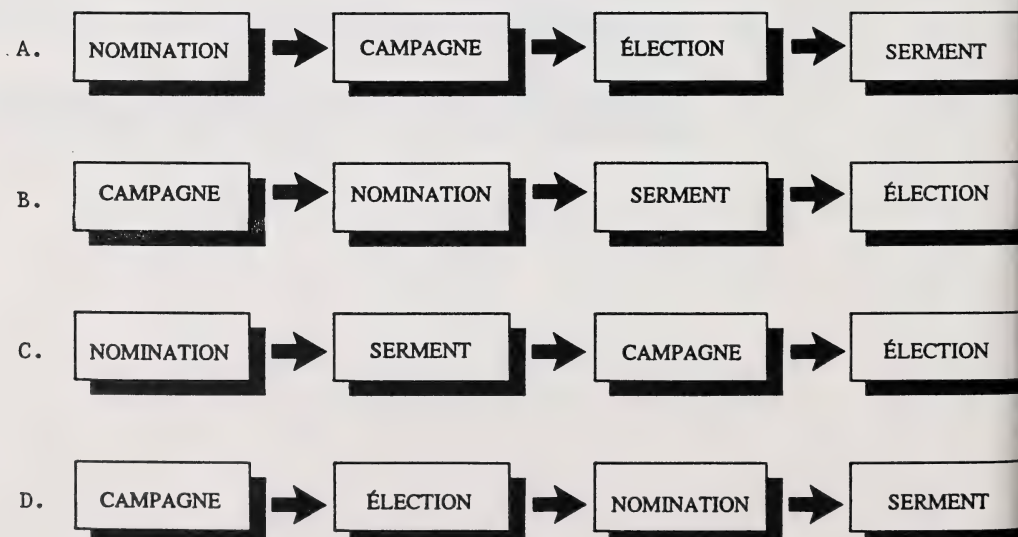 A. NOMINATION CAMPAGNE ÉLECTION SERMENT
B. CAMPAGNE NOMINATION SERMENT ÉLECTION
C. NOMINATION SERMENT CAMPAGNE ÉLECTION
D. CAMPAGNE ÉLECTION NOMINATION SERMENT